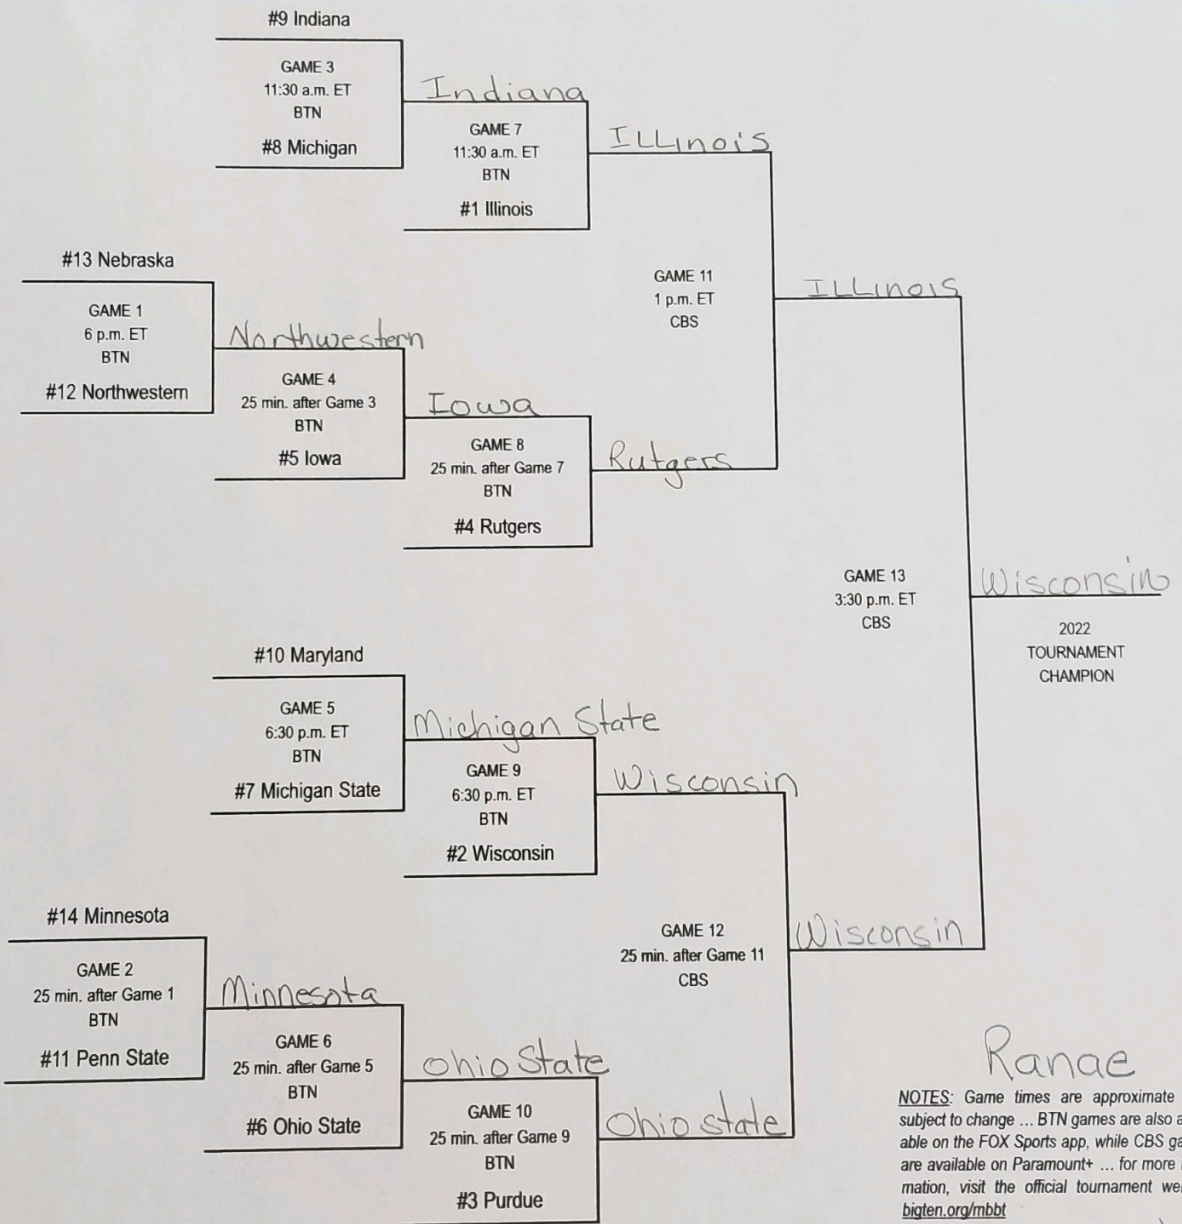 #9 Indiana
GAME 3
11:30 a.m. ET
BTN
#8 Michigan
Indiana
GAME 7
11:30 a.m. ET
BTN
#1 Illinois
ILLinois
#13 Nebraska
GAME 1
6 p.m. ET
BTN
#12 Northwestern
Northwestern
GAME 4
25 min. after Game 3
BTN
#5 Iowa
Iowa
GAME 8
25 min. after Game 7
BTN
#4 Rutgers
Rutgers
GAME 11
1 p.m. ET
CBS
ILLinois
GAME 13
3:30 p.m. ET
CBS
Wisconsin
2022
TOURNAMENT
CHAMPION
#10 Maryland
GAME 5
6:30 p.m. ET
BTN
#7 Michigan State
Michigan State
GAME 9
6:30 p.m. ET
BTN
#2 Wisconsin
Wisconsin
#14 Minnesota
GAME 2
25 min. after Game 1
BTN
#11 Penn State
Minnesota
GAME 6
25 min. after Game 5
BTN
#6 Ohio State
Ohio State
GAME 10
25 min. after Game 9
BTN
#3 Purdue
Ohio state
GAME 12
25 min. after Game 11
CBS
Wisconsin
Ranae
NOTES: Game times are approximate
subject to change ... BTN games are also
able on the FOX Sports app, while CBS
are available on Paramount+ ... for more
mation, visit the official tournament
bigten.org/mbbt